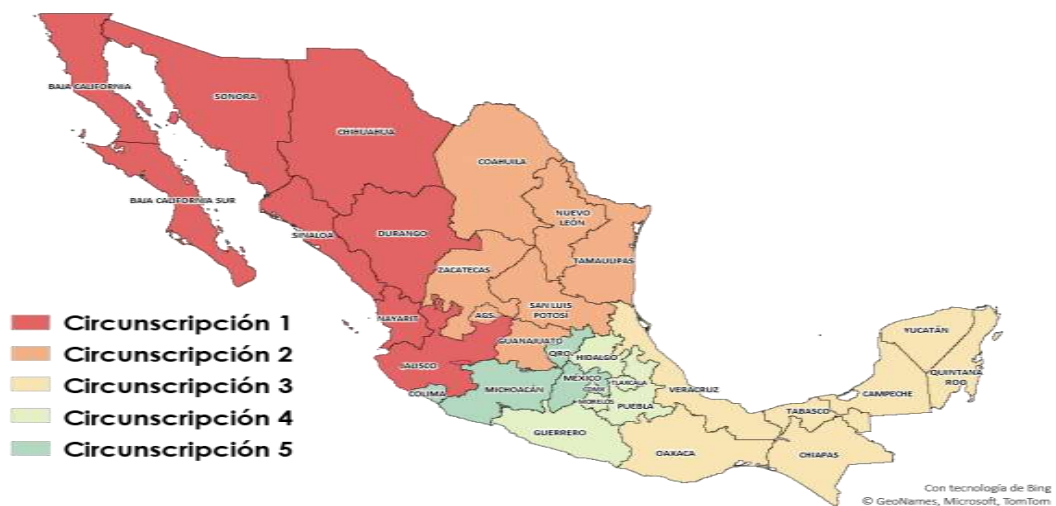 BAJA CALIFORNIA
SONORA
CHIHUAHUA
COAHUILA
BAJA CALIFORNIA SUR
NUEVO
LEÓN
SINALOA
DURANGO
TAMAULIPAS
ZACATECAS
SAN LUIS
POTOSÍ
NAYARIT
AGS.
GUANAJUATO
QRO.
HIDALGO
JALISCO
COLIMA
MICHOACÁN
MÉXICO
CDMX
TLAXCALA
MORELOS
PUEBLA
VERACRUZ
GUERRERO
OAXACA
TABASCO
CHIAPAS
CAMPECHE
YUCATÁN
QUINTANA
ROO
Circunscripción 1
Circunscripción 2
Circunscripción 3
Circunscripción 4
Circunscripción 5
Con tecnología de Bing
© GeoNames, Microsoft, TomTom